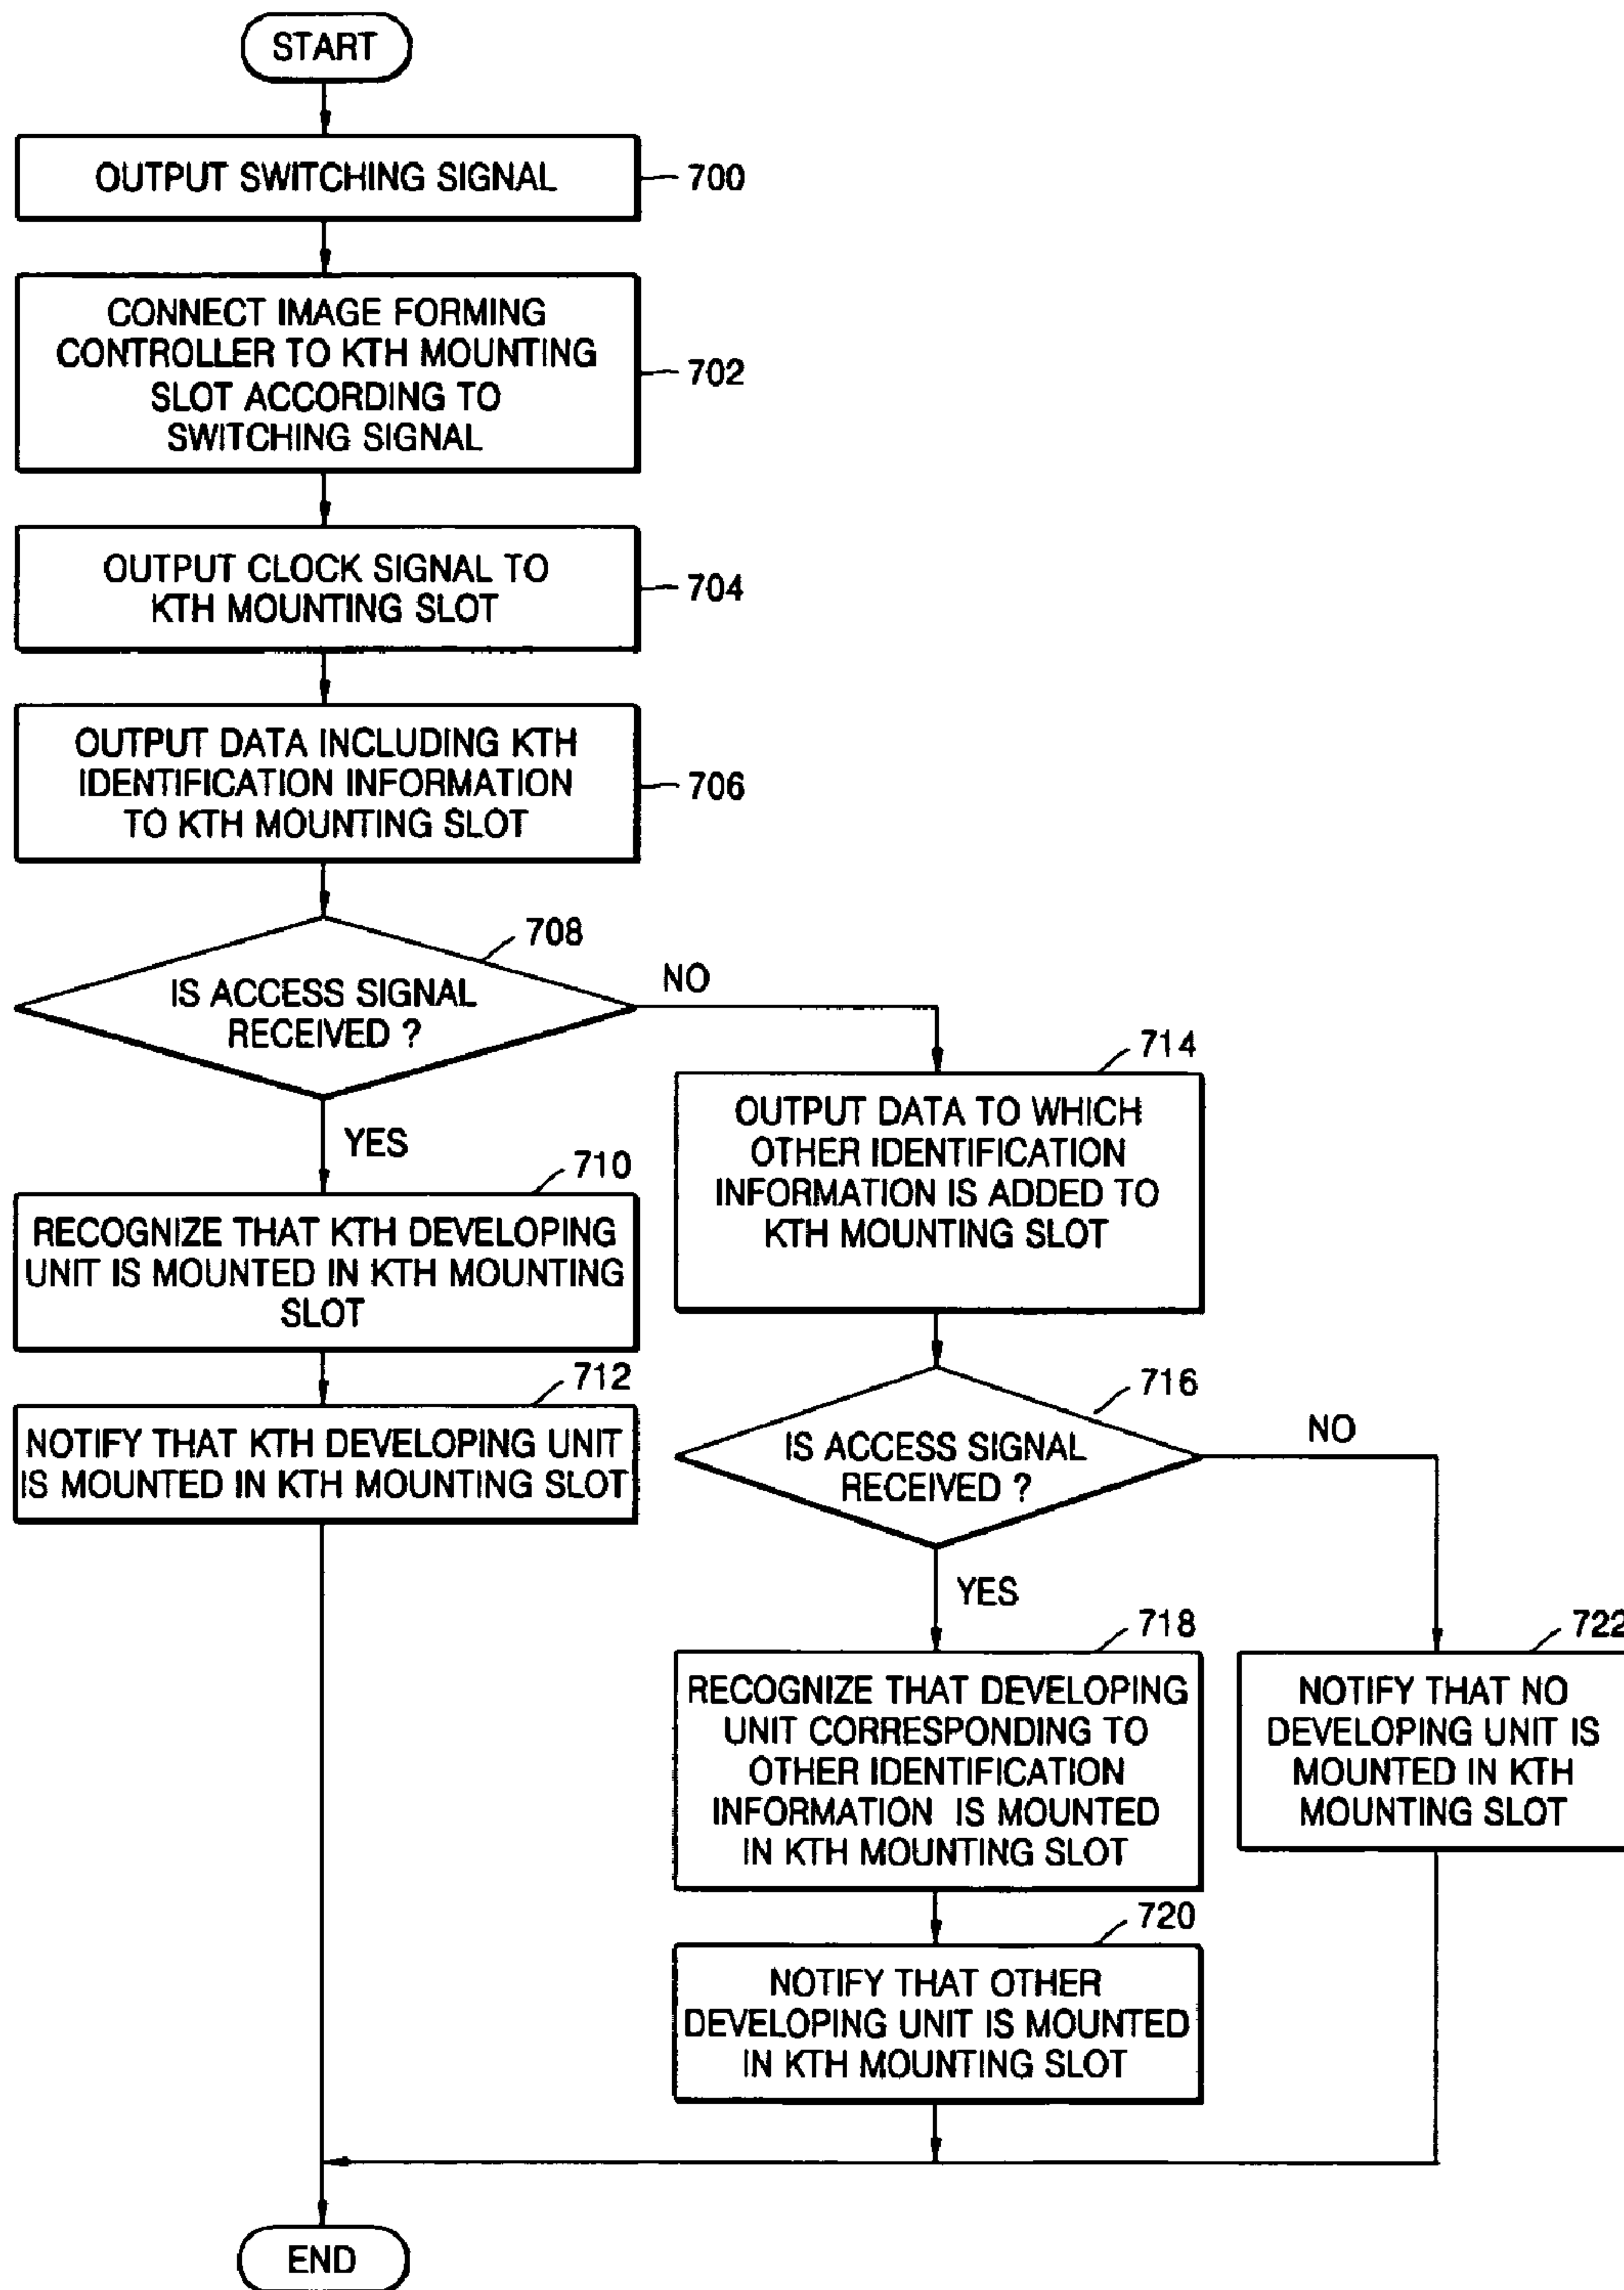 START
OUTPUT SWITCHING SIGNAL
700
CONNECT IMAGE FORMING
CONTROLLER TO KTH MOUNTING
SLOT ACCORDING TO
SWITCHING SIGNAL
702
OUTPUT CLOCK SIGNAL TO
KTH MOUNTING SLOT
704
OUTPUT DATA INCLUDING KTH
IDENTIFICATION INFORMATION
TO KTH MOUNTING SLOT
706
708
IS ACCESS SIGNAL
RECEIVED ?
NO
YES
710
RECOGNIZE THAT KTH DEVELOPING
UNIT IS MOUNTED IN KTH MOUNTING
SLOT
712
NOTIFY THAT KTH DEVELOPING UNIT
IS MOUNTED IN KTH MOUNTING SLOT
714
OUTPUT DATA TO WHICH
OTHER IDENTIFICATION
INFORMATION IS ADDED TO
KTH MOUNTING SLOT
716
IS ACCESS SIGNAL
RECEIVED ?
NO
YES
718
RECOGNIZE THAT DEVELOPING
UNIT CORRESPONDING TO
OTHER IDENTIFICATION
INFORMATION IS MOUNTED
IN KTH MOUNTING SLOT
720
NOTIFY THAT OTHER
DEVELOPING UNIT IS MOUNTED
IN KTH MOUNTING SLOT
722
NOTIFY THAT NO
DEVELOPING UNIT IS
MOUNTED IN KTH
MOUNTING SLOT
END